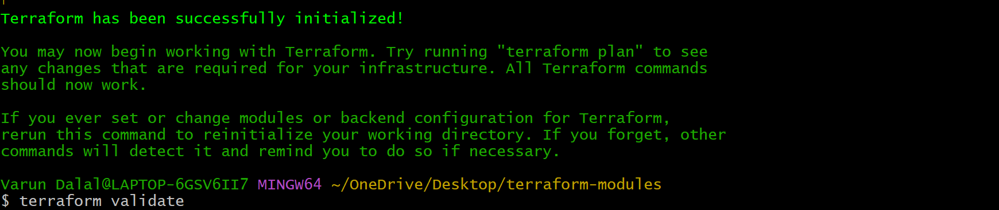 Terraform has been successfully initialized!
You may now begin working with Terraform. Try running "terraform plan" to see
any changes that are required for your infrastructure. All Terraform commands
should now work.
If you ever set or change modules or backend configuration for Terraform,
rerun this command to reinitialize your working directory. If you forget, other
commands will detect it and remind you to do so if necessary.
Varun Dalal@LAPTOP-6GSV6II7 MINGW64 ~/OneDrive/Desktop/terraform-modules
$ terraform validate